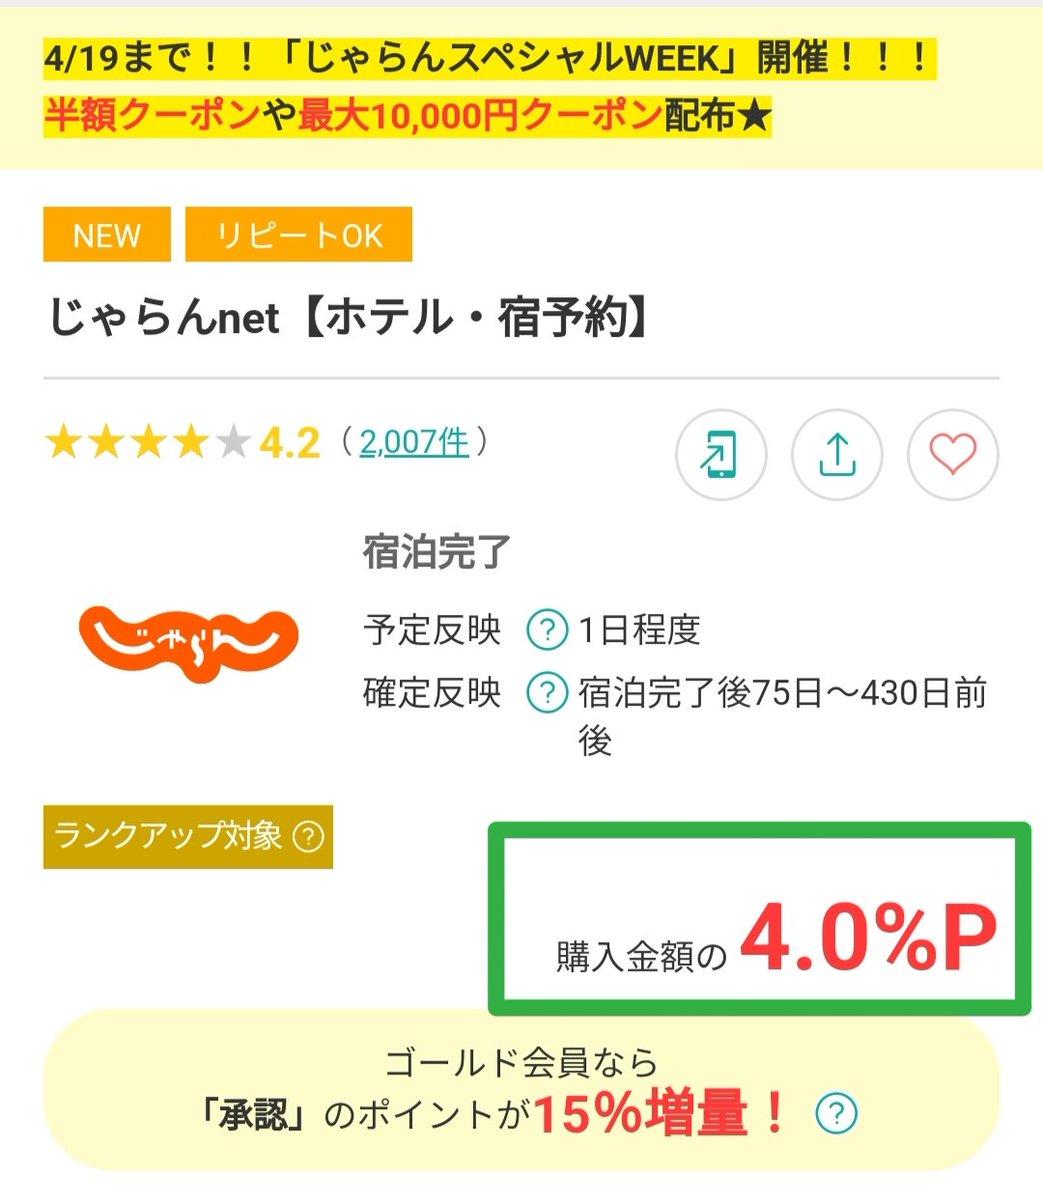 4/19まで！！「じゃらんスペシャルWEEK」開催！！！
半額クーポンや最大10,000円クーポン配布★
NEW リピートOK
じゃらんnet【ホテル・宿予約】
★★★★★ 4.2（2,007件）
宿泊完了
じゃらん
予定反映 ? 1日程度
確定反映 ? 宿泊完了後75日～430日前
後
ランクアップ対象 ?
購入金額の 4.0%P
ゴールド会員なら
「承認」のポイントが15%増量！ ?